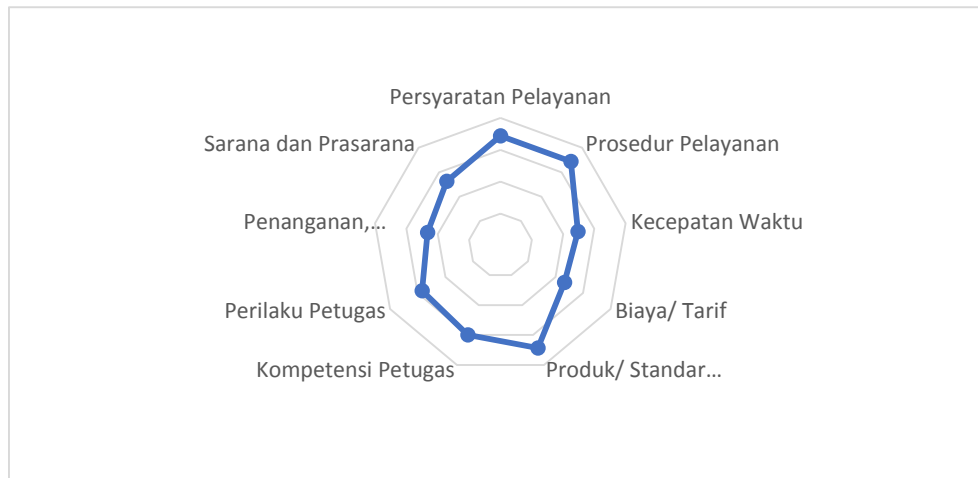 Persyaratan Pelayanan
Prosedur Pelayanan
Kecepatan Waktu
Biaya/ Tarif
Produk/ Standar...
Kompetensi Petugas
Perilaku Petugas
Penanganan,...
Sarana dan Prasarana